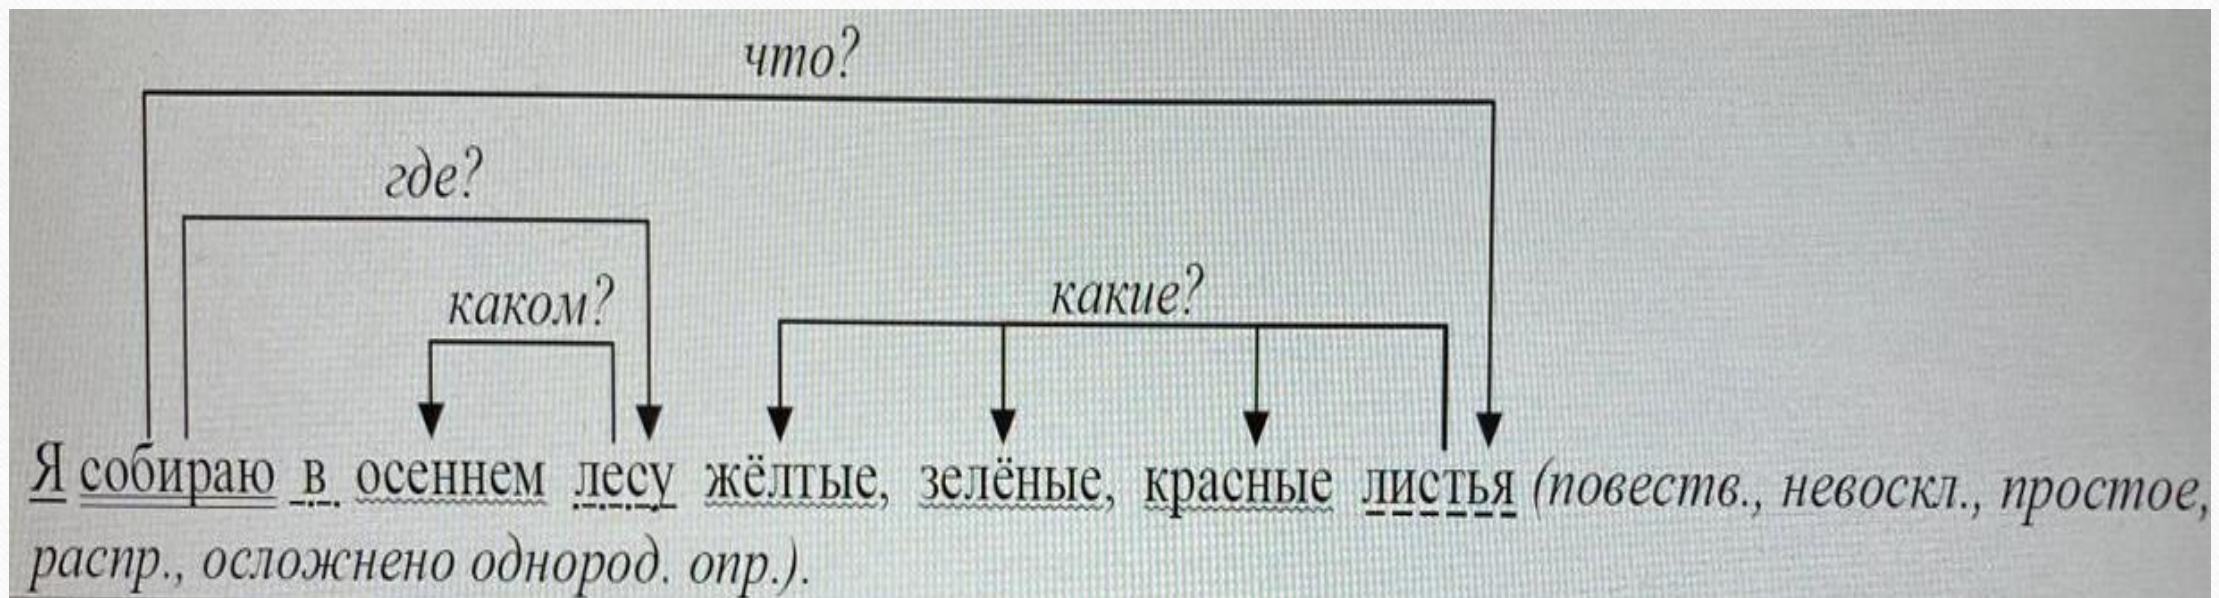 что?
где?
каком?
какие?
Я собираю в осеннем лесу жёлтые, зелёные, красные листья (повеств., невоскл., простое,
распр., осложнено однород. опр.).